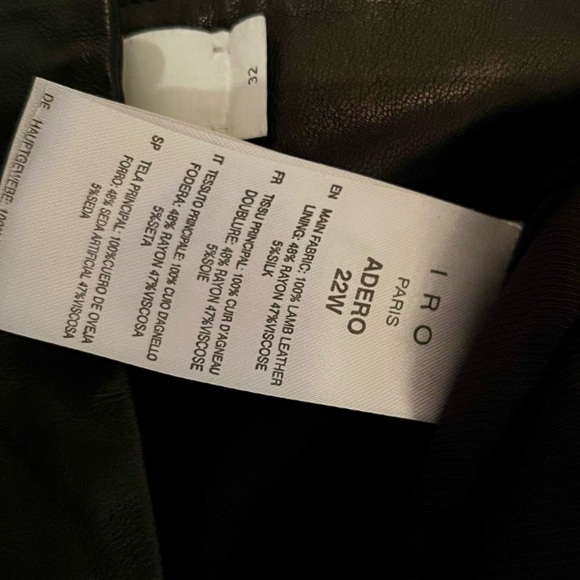 32
I R O
PARIS
ADERO
22W
EN MAIN FABRIC: 100% LAMB LEATHER
LINING: 48% RAYON 47%VISCOSE
5%SILK
FR TISSU PRINCIPAL: 100% CUIR D'AGNEAU
DOUBLURE: 48% RAYON 47%VISCOSE
5%SOIE
IT TESSUTO PRINCIPALE: 100% CUIO D'AGNELLO
FODERA: 48% RAYON 47%VISCOSA
5%SETA
SP TELA PRINCIPAL: 100%CUERO DE OVEJA
FORRO: 48% SEDA ARTIFICIAL 47%VISCOSA
5%SEDA
DE HAUPTGEWEBE: